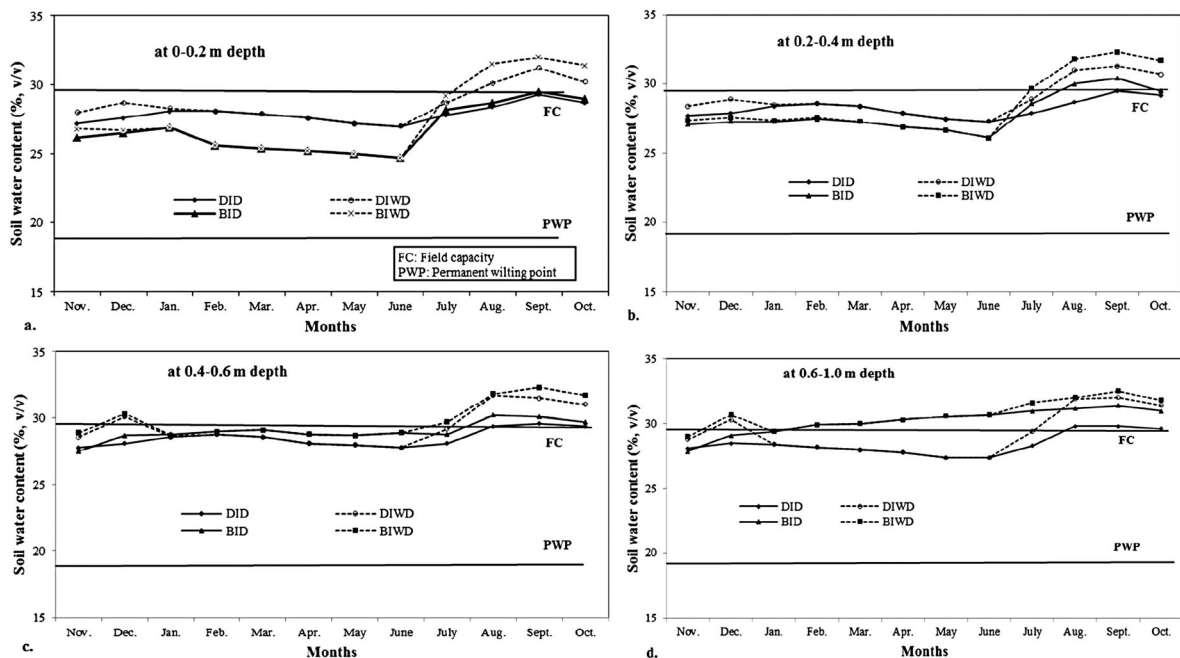 35
30
25
20
15
Soil water content (%, v/v)
at 0-0.2 m depth
FC
DID
DIWD
BID
BIWD
PWP
FC: Field capacity
PWP: Permanent wilting point
Nov. Dec. Jan. Feb. Mar. Apr. May June July Aug. Sept. Oct.
Months
a.
35
30
25
20
15
Soil water content (%, v/v)
at 0.2-0.4 m depth
FC
DID
DIWD
BID
BIWD
PWP
Nov. Dec. Jan. Feb. Mar. Apr. May June July Aug. Sept. Oct.
Months
b.
35
30
25
20
15
Soil water content (%, v/v)
at 0.4-0.6 m depth
FC
DID
DIWD
BID
BIWD
PWP
Nov. Dec. Jan. Feb. Mar. Apr. May June July Aug. Sept. Oct.
Months
c.
35
30
25
20
15
Soil water content (%, v/v)
at 0.6-1.0 m depth
FC
DID
DIWD
BID
BIWD
PWP
Nov. Dec. Jan. Feb. Mar. Apr. May June July Aug. Sept. Oct.
Months
d.